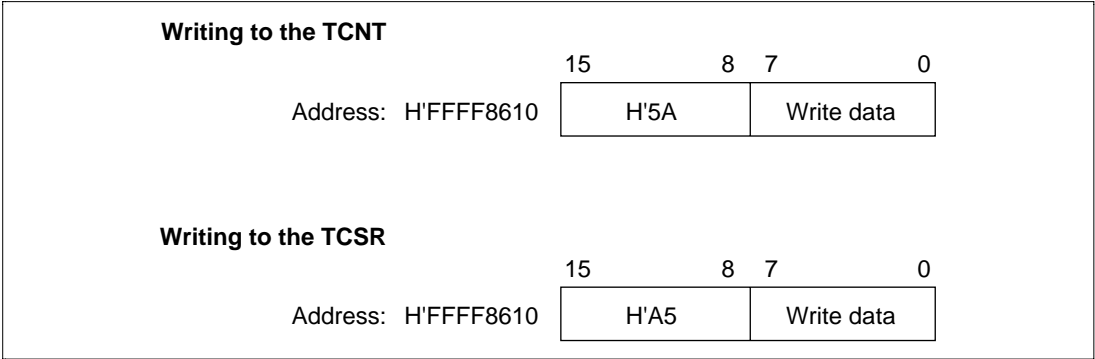 Writing to the TCNT
15 8 7 0
Address: H'FFFF8610 H'5A Write data
Writing to the TCSR
15 8 7 0
Address: H'FFFF8610 H'A5 Write data